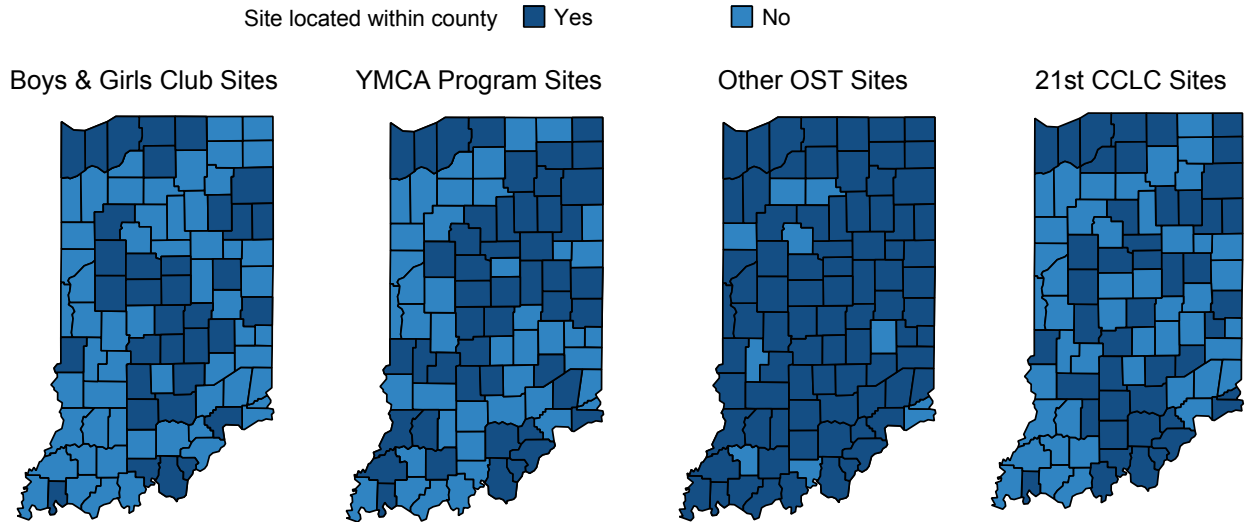 Site located within county Yes No
Boys & Girls Club Sites YMCA Program Sites Other OST Sites 21st CCLC Sites